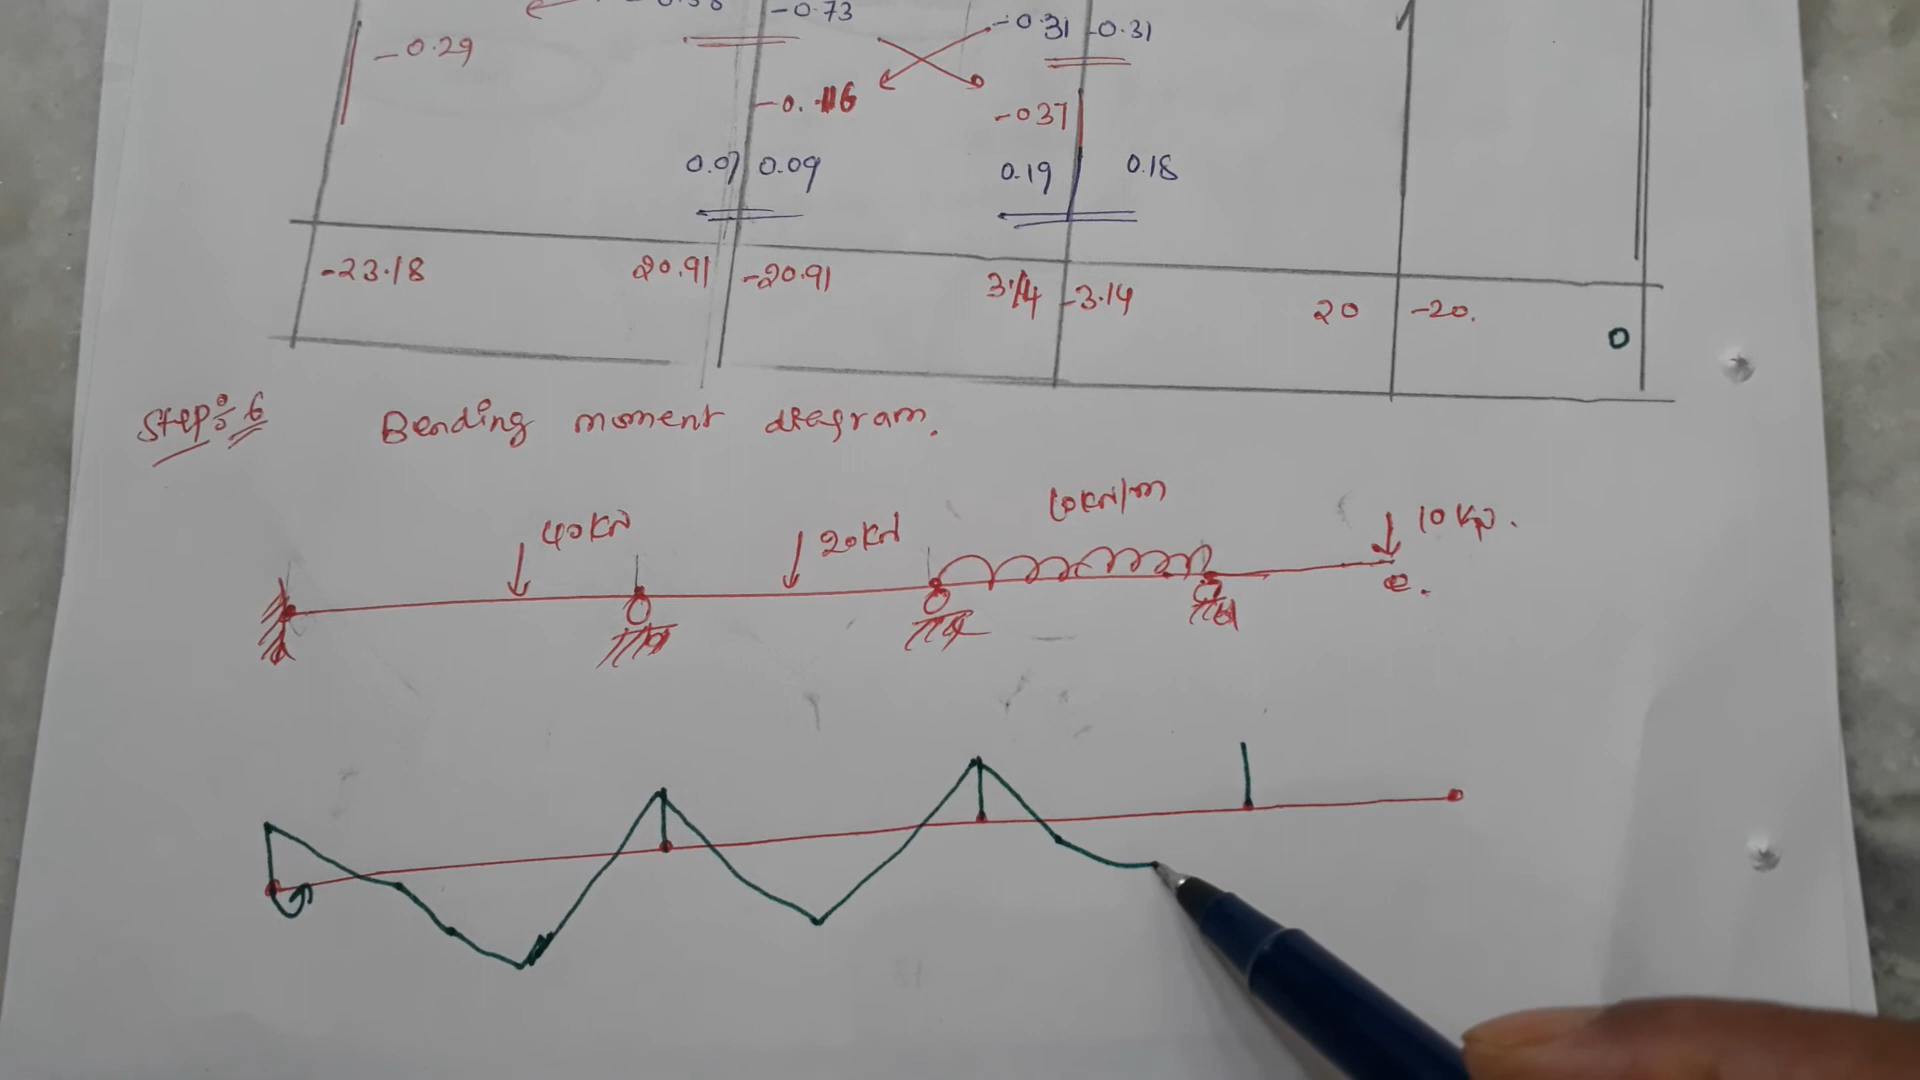 -0.73
-0.31 -0.31
-0.29
-0.116
-037
0.07 0.09 0.19 0.18
-23.18 20.91 -20.91 3.14 -3.14 20 -20. 0
Step:6 Bending moment diagram.
40KN 20KN 10KN/m 10KN.
e.